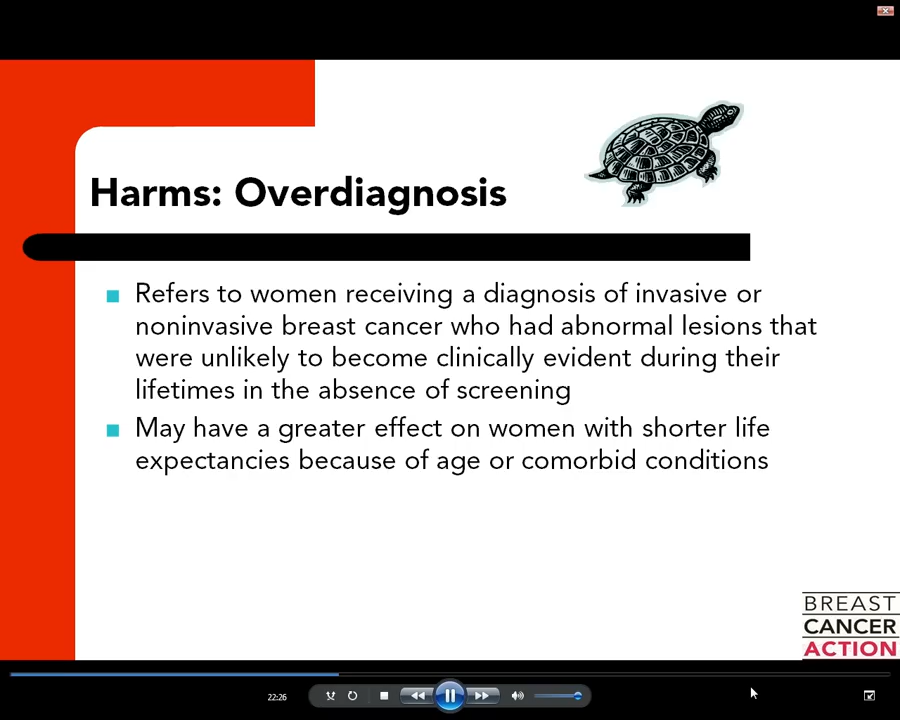 Harms: Overdiagnosis
Refers to women receiving a diagnosis of invasive or
noninvasive breast cancer who had abnormal lesions that
were unlikely to become clinically evident during their
lifetimes in the absence of screening
May have a greater effect on women with shorter life
expectancies because of age or comorbid conditions
BREAST
CANCER
ACTION
22:26